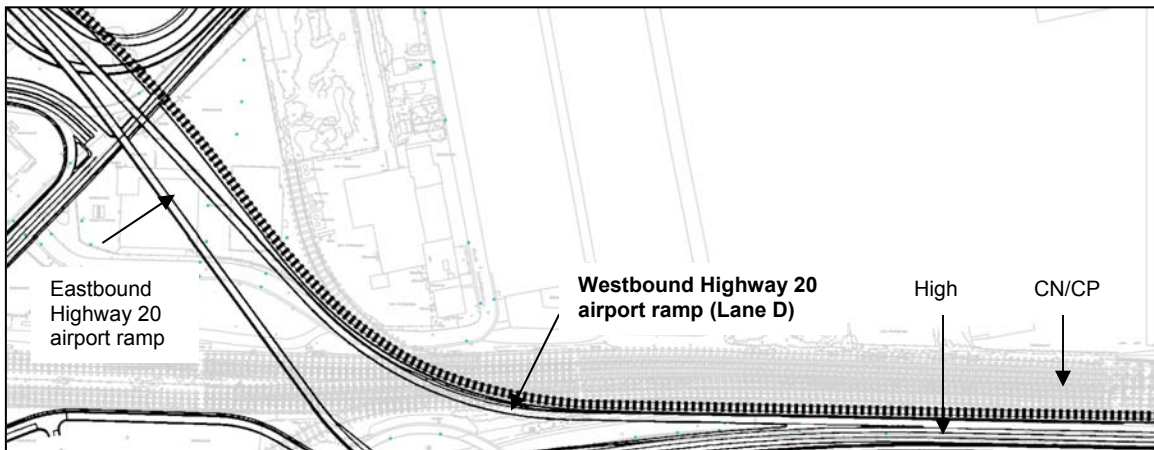 Eastbound
Highway 20
airport ramp
Westbound Highway 20
airport ramp (Lane D)
High
CN/CP